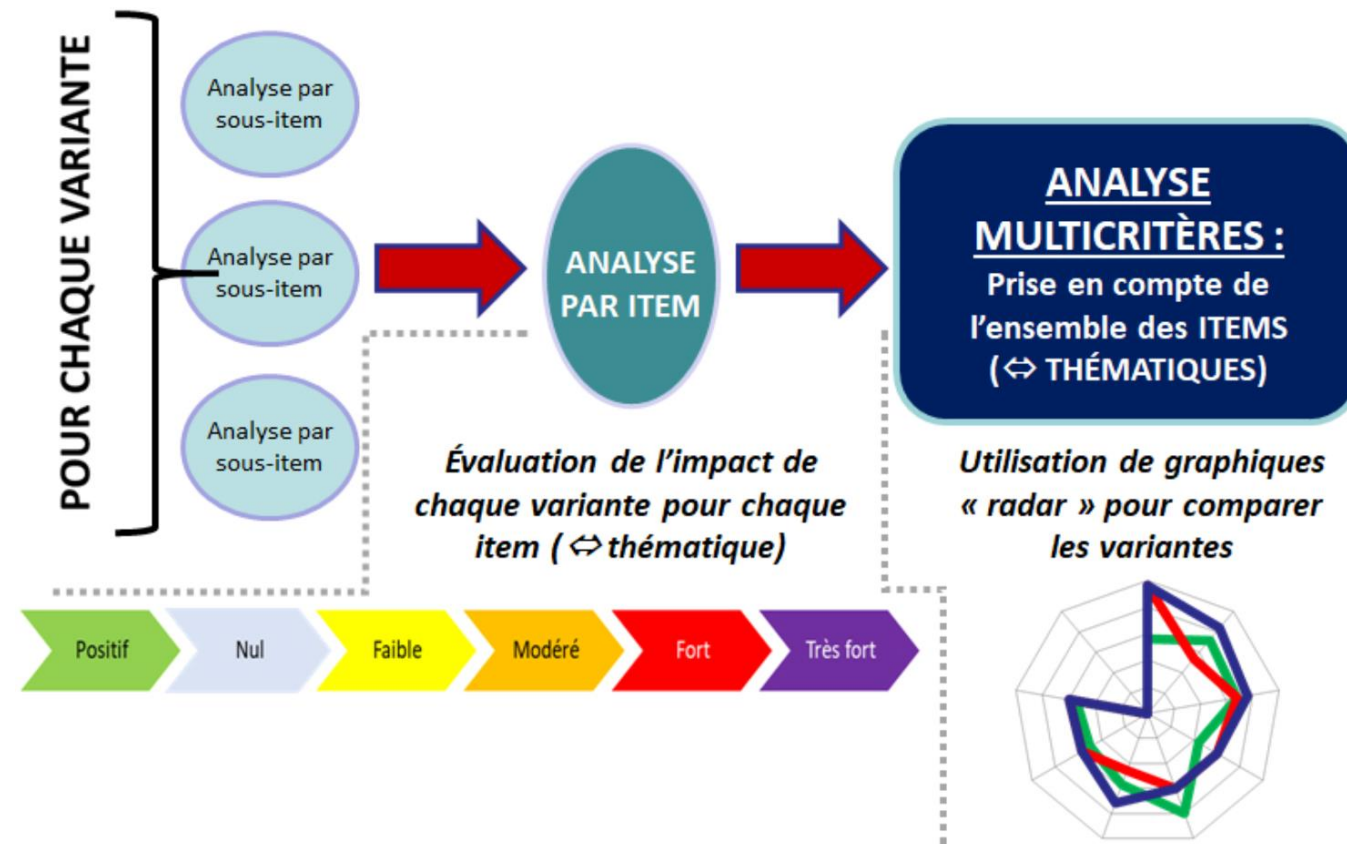 POUR CHAQUE VARIANTE
Analyse par
sous-item
Analyse par
sous-item
Analyse par
sous-item
ANALYSE
PAR ITEM
ANALYSE
MULTICRITÈRES :
Prise en compte de
l’ensemble des ITEMS
(⇔ THÉMATIQUES)
Évaluation de l’impact de
chaque variante pour chaque
item (⇔ thématique)
Utilisation de graphiques
« radar » pour comparer
les variantes
Positif
Nul
Faible
Modéré
Fort
Très fort